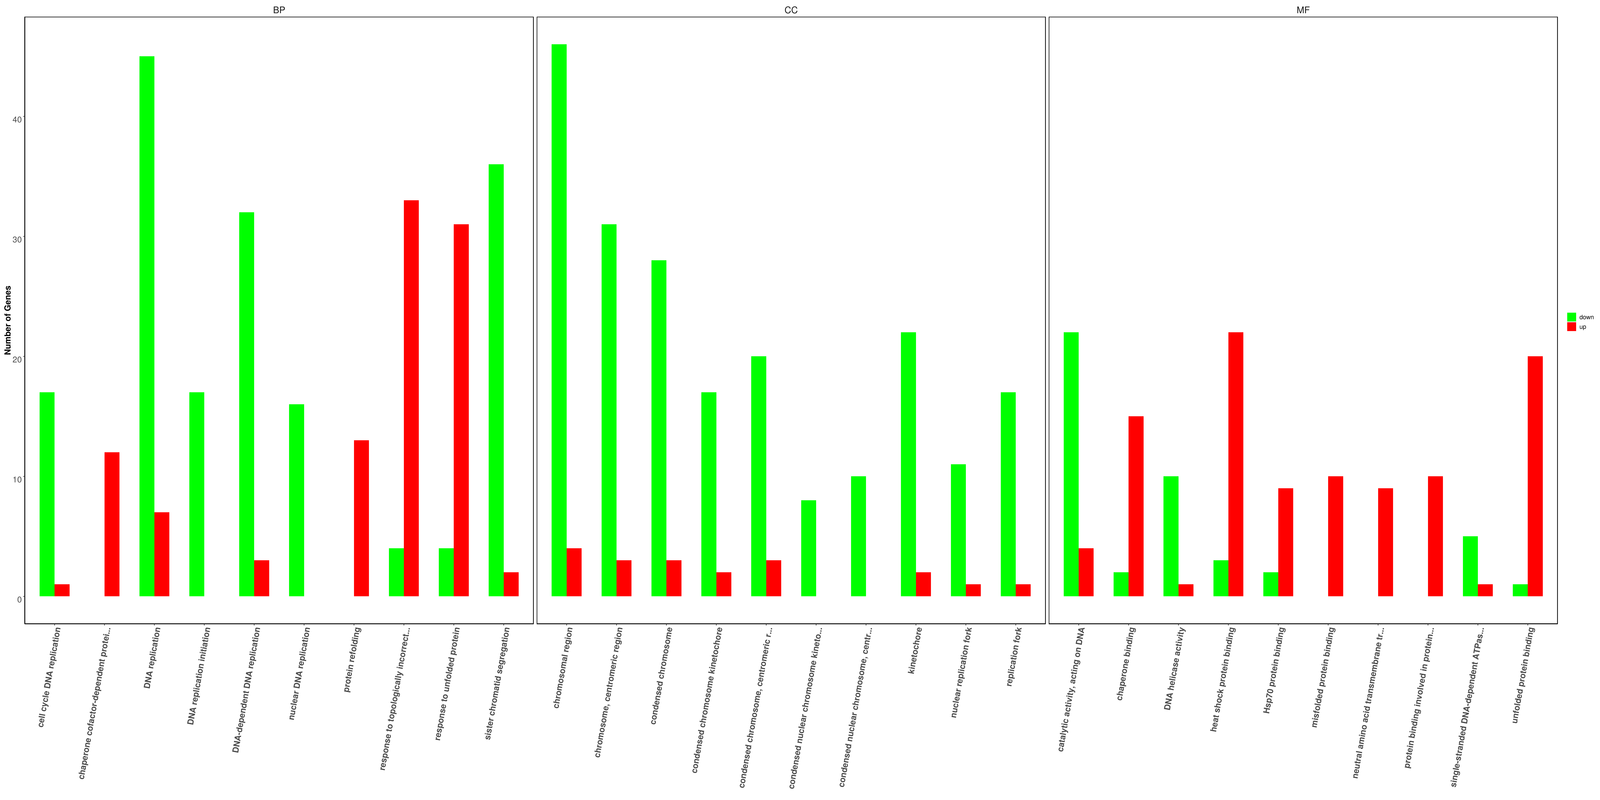 BP
CC
MF
Number of Genes
40
30
20
10
0
cell cycle DNA replication
chaperone cofactor-dependent protei...
DNA replication
DNA replication initiation
DNA-dependent DNA replication
nuclear DNA replication
protein refolding
response to topologically incorrect...
response to unfolded protein
sister chromatid segregation
chromosomal region
chromosome, centromeric region
condensed chromosome
condensed chromosome kinetochore
condensed chromosome, centromeric r...
condensed nuclear chromosome kineto...
condensed nuclear chromosome, centr...
kinetochore
nuclear replication fork
replication fork
catalytic activity, acting on DNA
chaperone binding
DNA helicase activity
heat shock protein binding
Hsp70 protein binding
misfolded protein binding
neutral amino acid transmembrane tr...
protein binding involved in protein...
single-stranded DNA-dependent ATPas...
unfolded protein binding
down
up